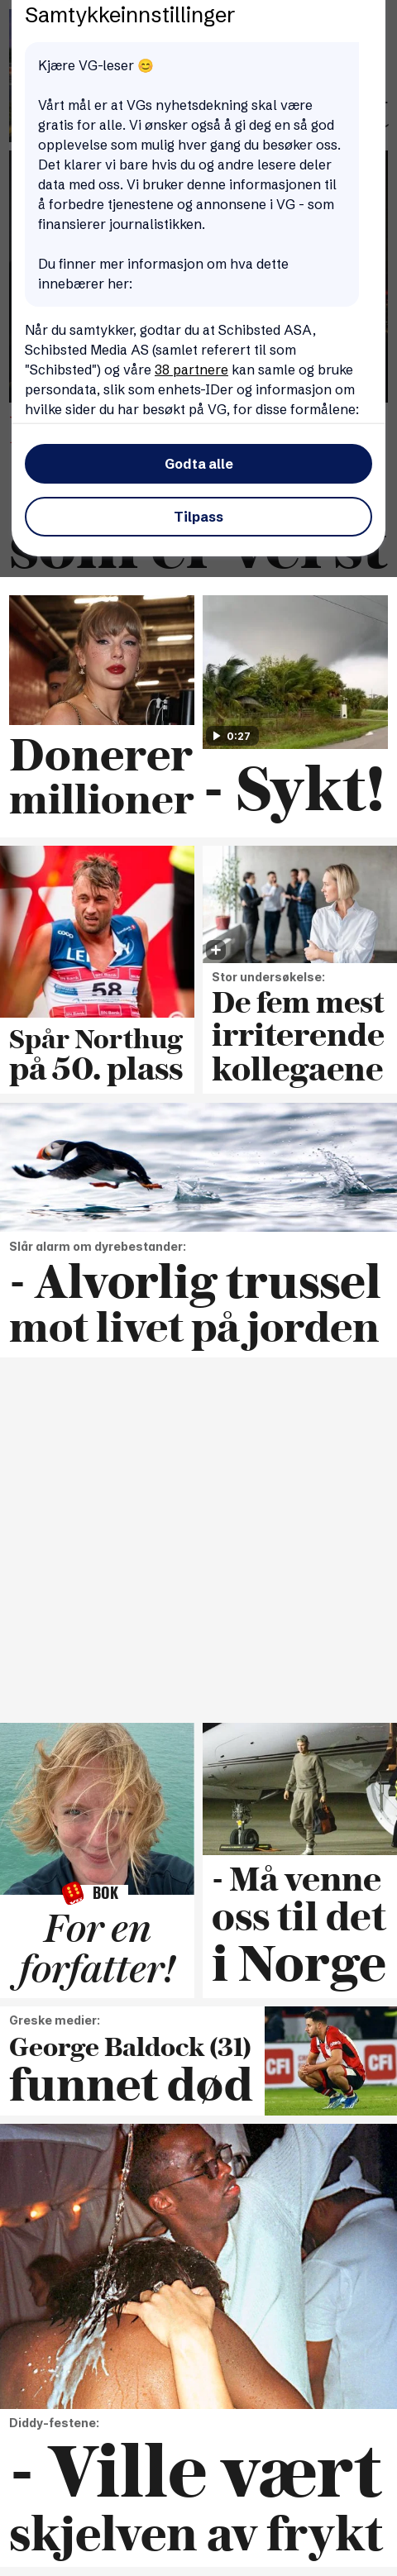 Samtykkeinnstillinger
Kjære VG-leser 😊
Vårt mål er at VGs nyhetsdekning skal være
gratis for alle. Vi ønsker også å gi deg en så god
opplevelse som mulig hver gang du besøker oss.
Det klarer vi bare hvis du og andre lesere deler
data med oss. Vi bruker denne informasjonen til
å forbedre tjenestene og annonsene i VG - som
finansierer journalistikken.
Du finner mer informasjon om hva dette
innebærer her:
Når du samtykker, godtar du at Schibsted ASA,
Schibsted Media AS (samlet referert til som
"Schibsted") og våre 38 partnere kan samle og bruke
persondata, slik som enhets-IDer og informasjon om
hvilke sider du har besøkt på VG, for disse formålene:
Godta alle
Tilpass
som er verst
0:27
Donerer
millioner
- Sykt!
58
Spår Northug
på 50. plass
Stor undersøkelse:
De fem mest
irriterende
kollegaene
Slår alarm om dyrebestander:
- Alvorlig trussel
mot livet på jorden
BOK
For en
forfatter!
- Må venne
oss til det
i Norge
Greske medier:
George Baldock (31)
funnet død
CFI
CFI
Diddy-festene:
- Ville vært
skjelven av frykt